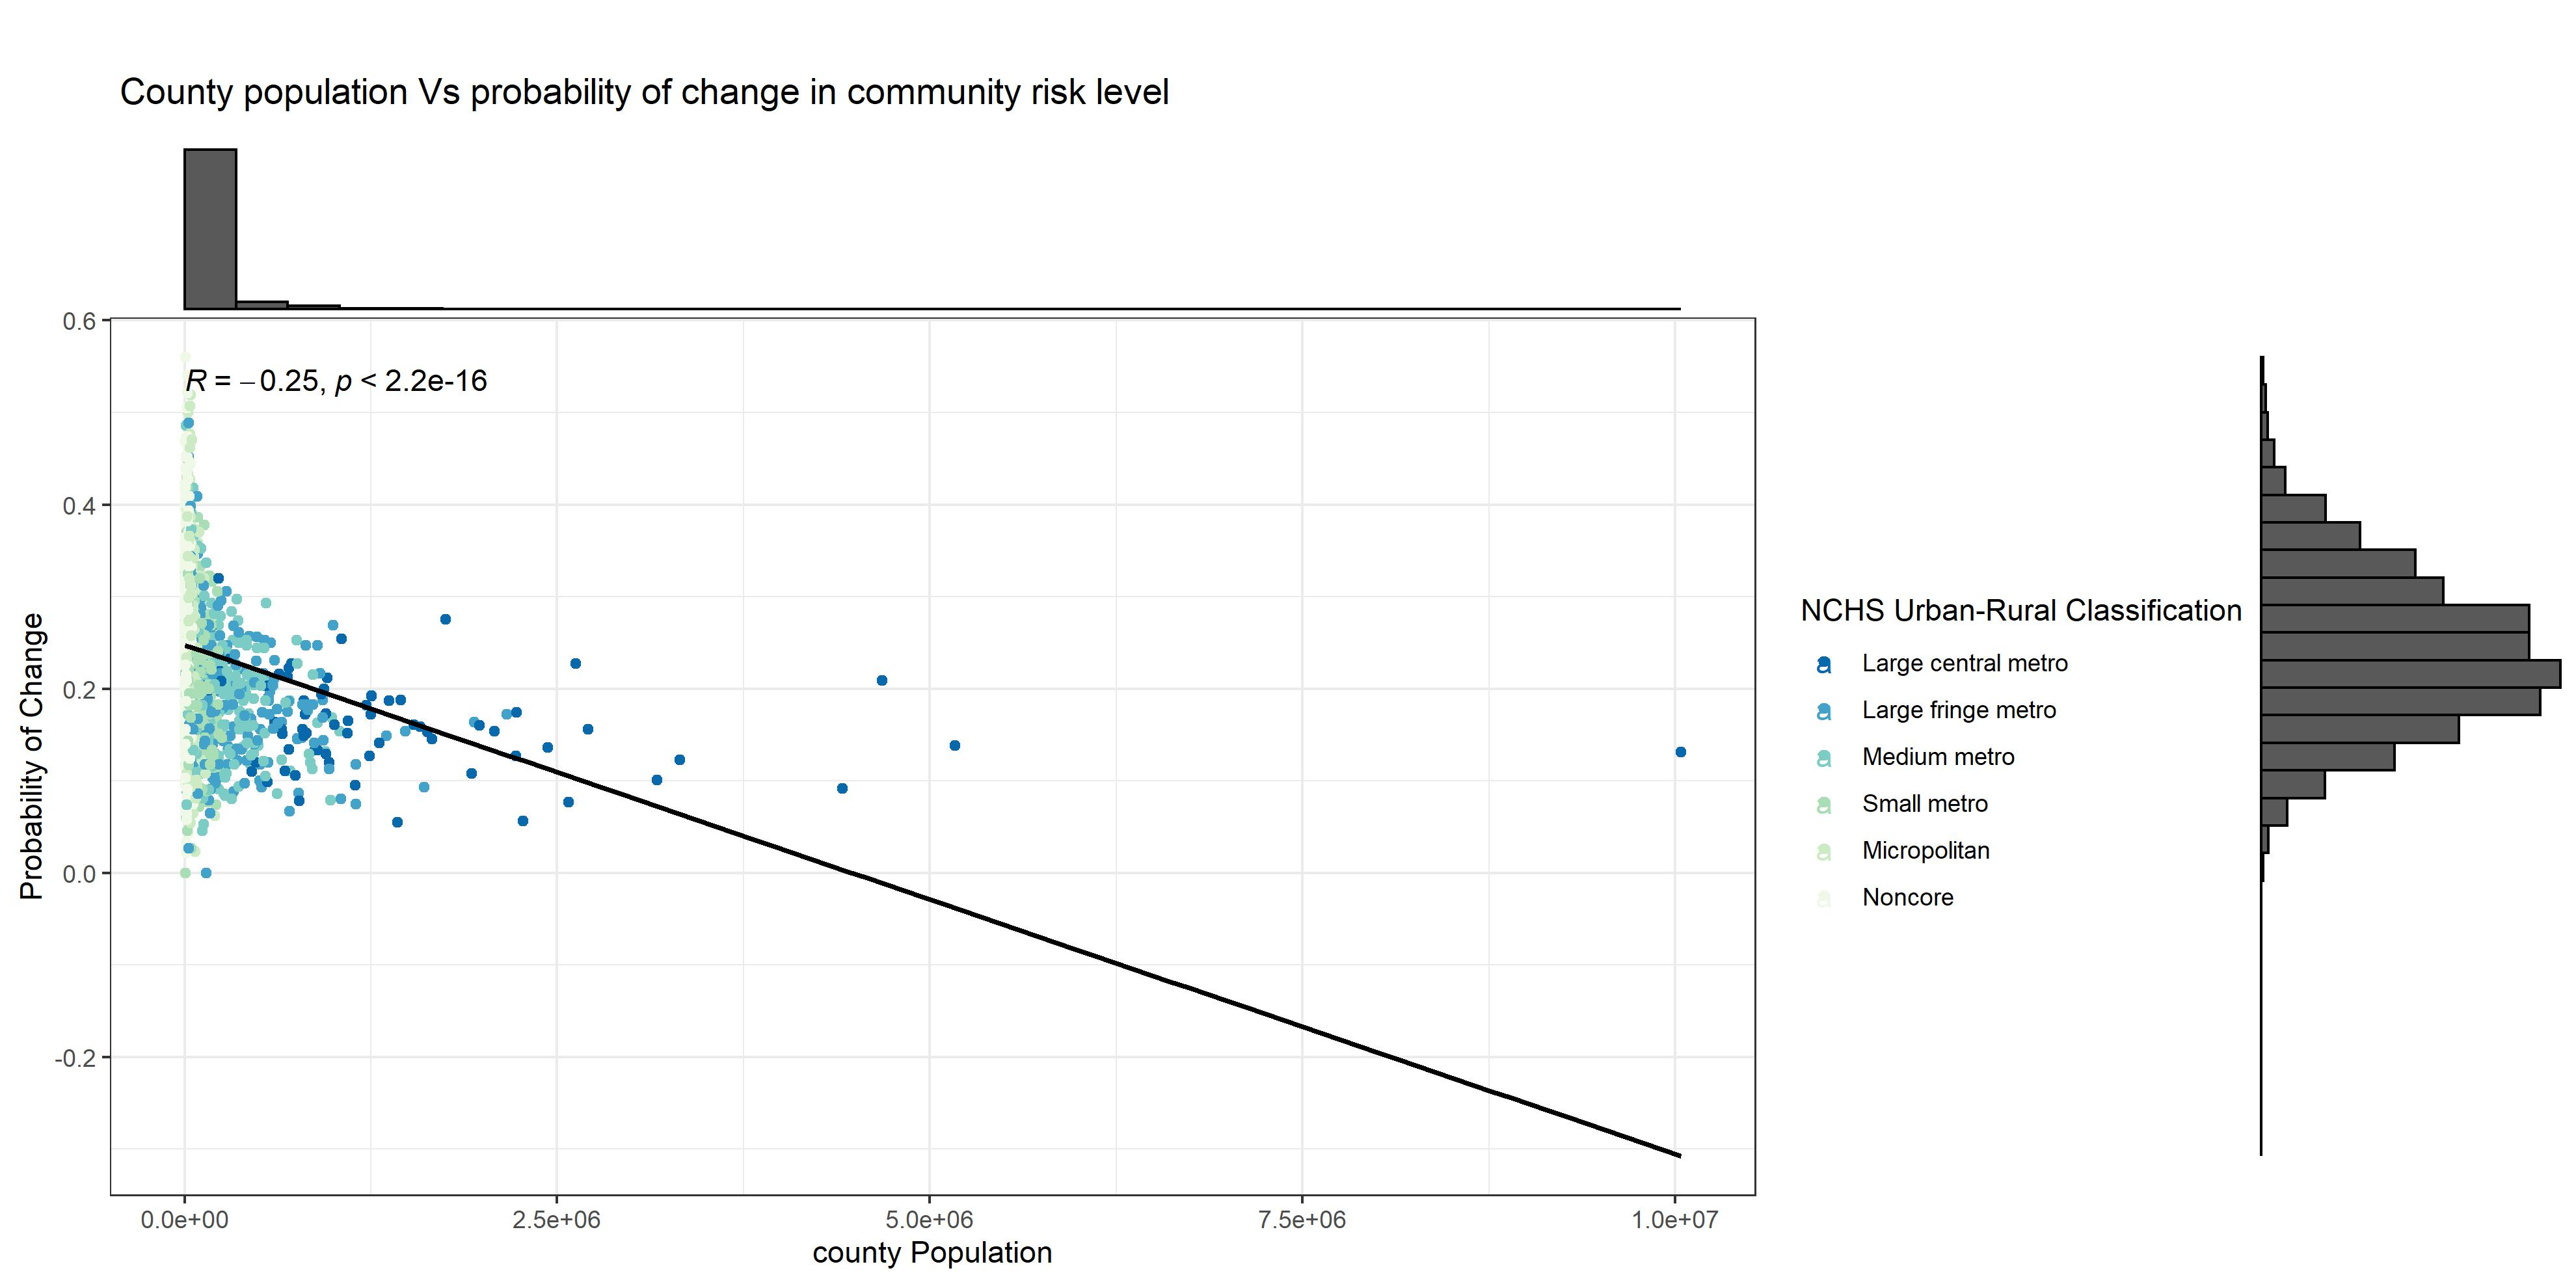 County population Vs probability of change in community risk level
R = −0.25, p < 2.2e-16
0.6
0.4
0.2
0.0
-0.2
Probability of Change
0.0e+00
2.5e+06
5.0e+06
7.5e+06
1.0e+07
county Population
NCHS Urban-Rural Classification
a Large central metro
a Large fringe metro
a Medium metro
a Small metro
a Micropolitan
a Noncore